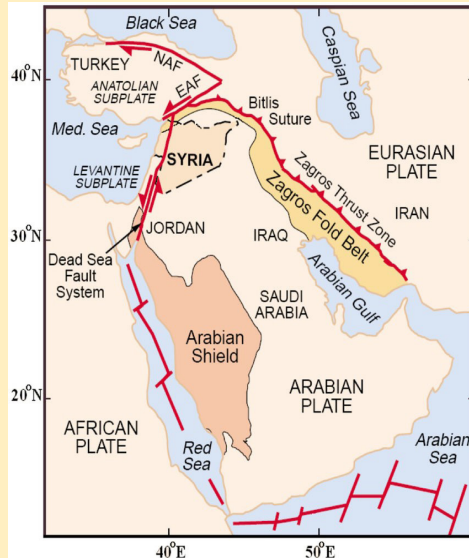 Black Sea
Caspian Sea
40°N
TURKEY
NAF
ANATOLIAN
SUBPLATE
EAF
Bitlis
Suture
Med. Sea
EURASIAN
PLATE
LEVANTINE
SUBPLATE
SYRIA
Zagros Thrust Zone
IRAN
Zagros Fold Belt
30°N
JORDAN
IRAQ
Dead Sea
Fault
System
Arabian Gulf
SAUDI
ARABIA
Arabian
Shield
20°N
ARABIAN
PLATE
AFRICAN
PLATE
Red
Sea
Arabian
Sea
40°E
50°E